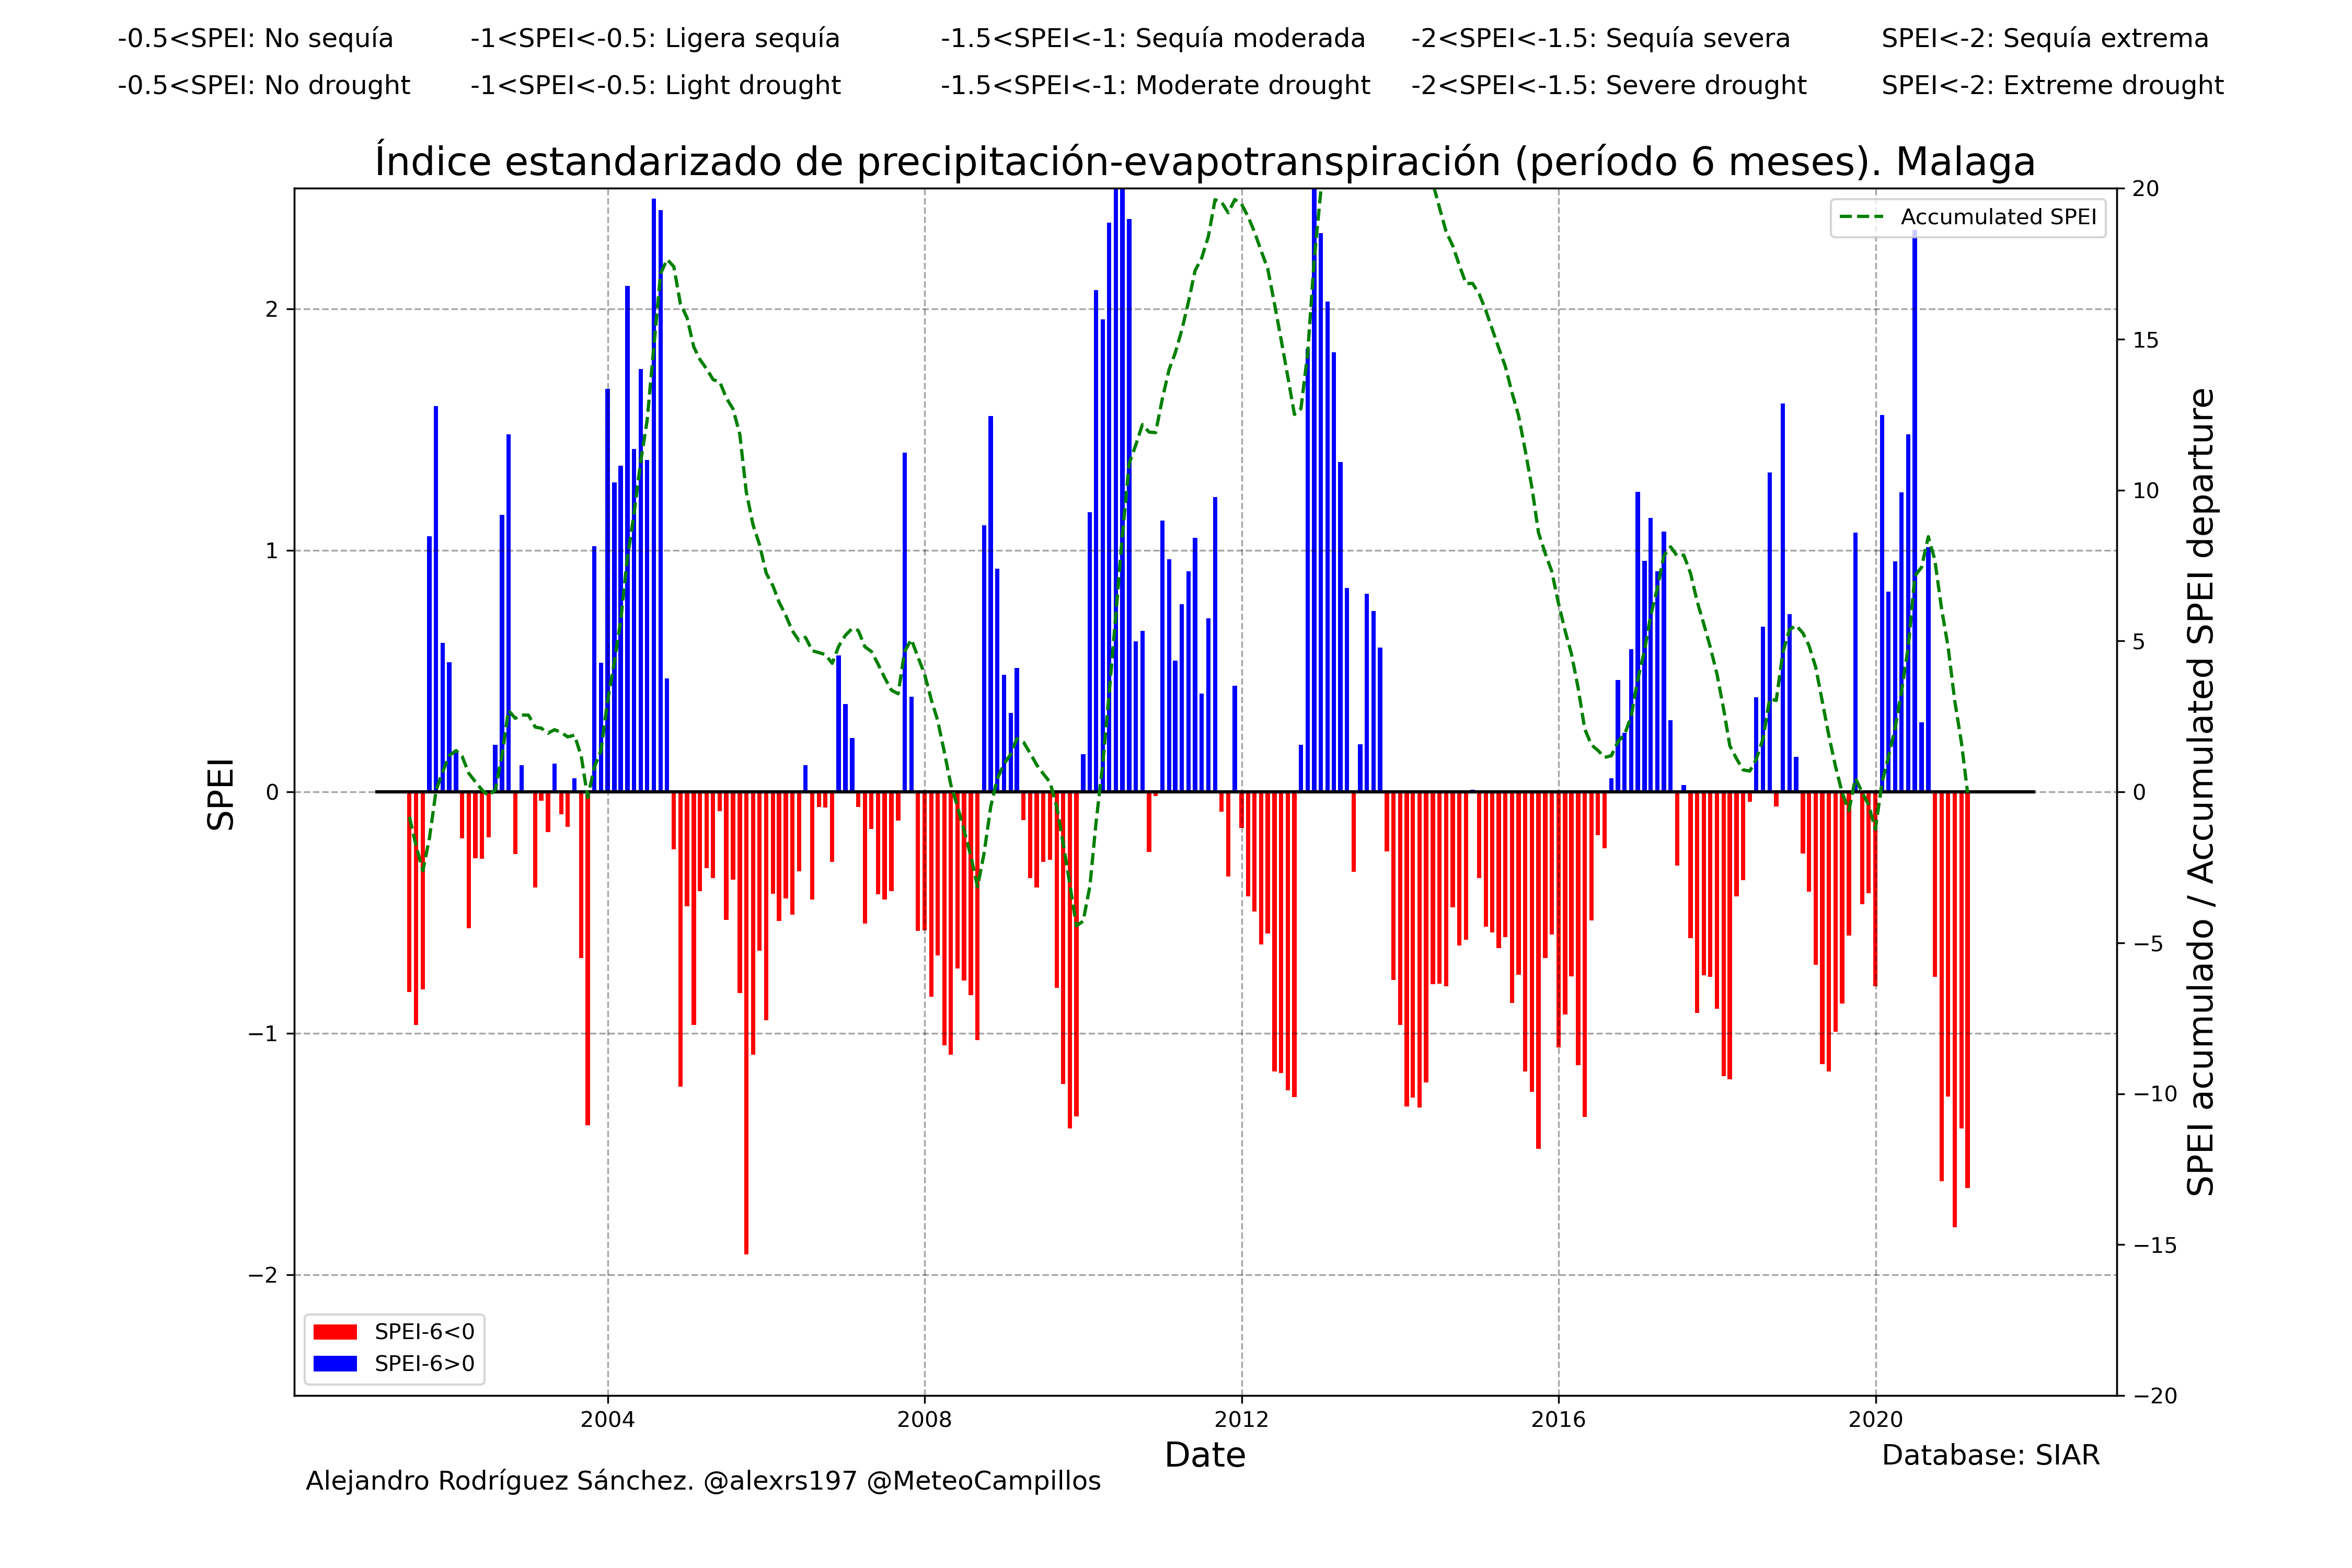 -0.5<SPEI: No sequía -1<SPEI<-0.5: Ligera sequía -1.5<SPEI<-1: Sequía moderada -2<SPEI<-1.5: Sequía severa SPEI<-2: Sequía extrema
-0.5<SPEI: No drought -1<SPEI<-0.5: Light drought -1.5<SPEI<-1: Moderate drought -2<SPEI<-1.5: Severe drought SPEI<-2: Extreme drought
Índice estandarizado de precipitación-evapotranspiración (período 6 meses). Malaga
SPEI
2
1
0
−1
−2
Accumulated SPEI
20
15
10
5
0
−5
−10
−15
−20
SPEI acumulado / Accumulated SPEI departure
SPEI-6<0
SPEI-6>0
2004 2008 2012 2016 2020
Date
Database: SIAR
Alejandro Rodríguez Sánchez. @alexrs197 @MeteoCampillos